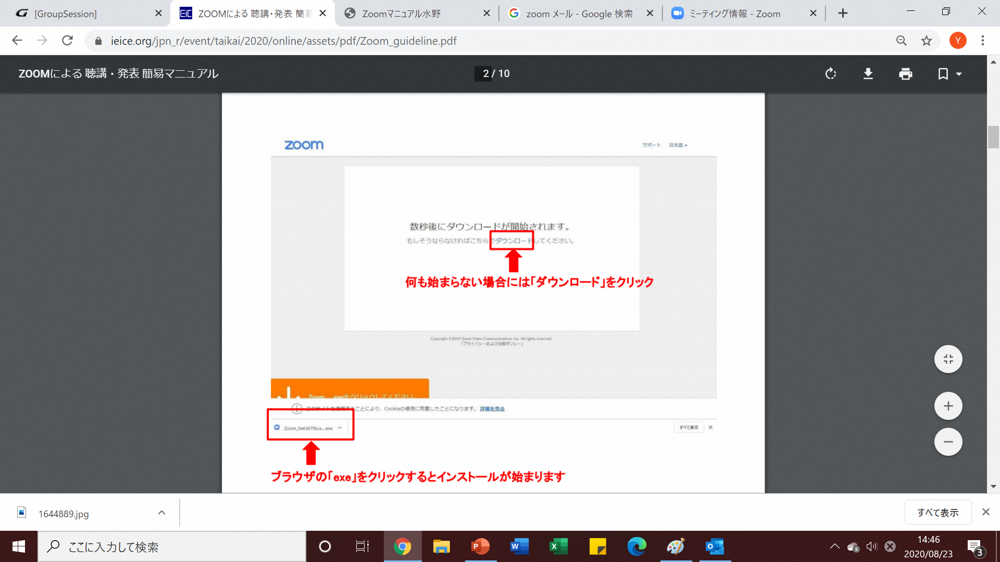 [GroupSession]
ZOOMによる 聴講・発表 簡易
Zoomマニュアル水野
zoom メール - Google 検索
ミーティング情報 - Zoom
ieice.org/jpn_r/event/taikai/2020/online/assets/pdf/Zoom_guideline.pdf
Y
ZOOMによる 聴講・発表 簡易マニュアル
2 / 10
zoom
サポート 日本語
数秒後にダウンロードが開始されます。
もしそうならなければこちらでダウンロードしてください。
何も始まらない場合には「ダウンロード」をクリック
Copyright ©2019 Zoom Video Communications, Inc. All rights reserved.
「プライバシーおよび法務ポリシー」
Zoom_...exeをクリックしてください。
このサイトを使用することにより、Cookieの使用に同意したことになります。 詳細を見る
Zoom_0e6367fbca....exe
すべて表示
ブラウザの「exe」をクリックするとインストールが始まります
1644889.jpg
すべて表示
ここに入力して検索
14:46
2020/08/23
3